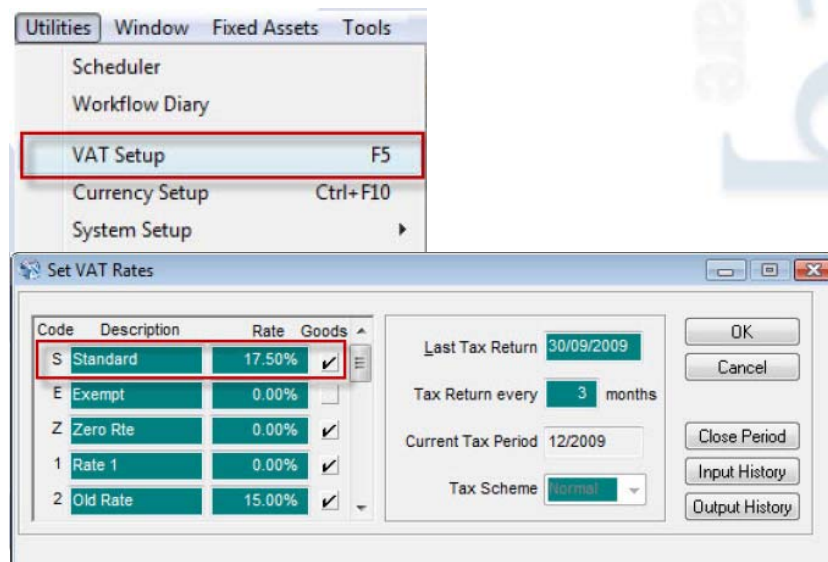 Utilities Window Fixed Assets Tools
Scheduler
Workflow Diary
VAT Setup F5
Currency Setup Ctrl+F10
System Setup
Set VAT Rates
Code Description Rate Goods
S Standard 17.50%
E Exempt 0.00%
Z Zero Rte 0.00%
1 Rate 1 0.00%
2 Old Rate 15.00%
Last Tax Return 30/09/2009
Tax Return every 3 months
Current Tax Period 12/2009
Tax Scheme Normal
OK
Cancel
Close Period
Input History
Output History